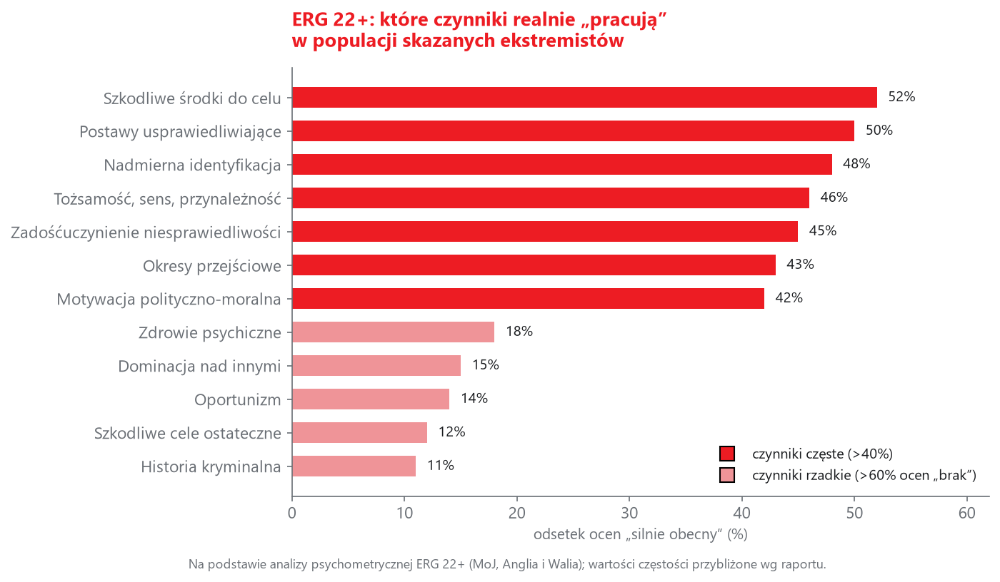 ERG 22+: które czynniki realnie „pracują”
w populacji skazanych ekstremistów
Szkodliwe środki do celu 52%
Postawy usprawiedliwiające 50%
Nadmierna identyfikacja 48%
Tożsamość, sens, przynależność 46%
Zadośćuczynienie niesprawiedliwości 45%
Okresy przejściowe 43%
Motywacja polityczno-moralna 42%
Zdrowie psychiczne 18%
Dominacja nad innymi 15%
Oportunizm 14%
Szkodliwe cele ostateczne 12%
Historia kryminalna 11%
czynniki częste (>40%)
czynniki rzadkie (>60% ocen „brak”)
0 10 20 30 40 50 60
odsetek ocen „silnie obecny” (%)
Na podstawie analizy psychometrycznej ERG 22+ (MoJ, Anglia i Walia); wartości częstości przybliżone wg raportu.